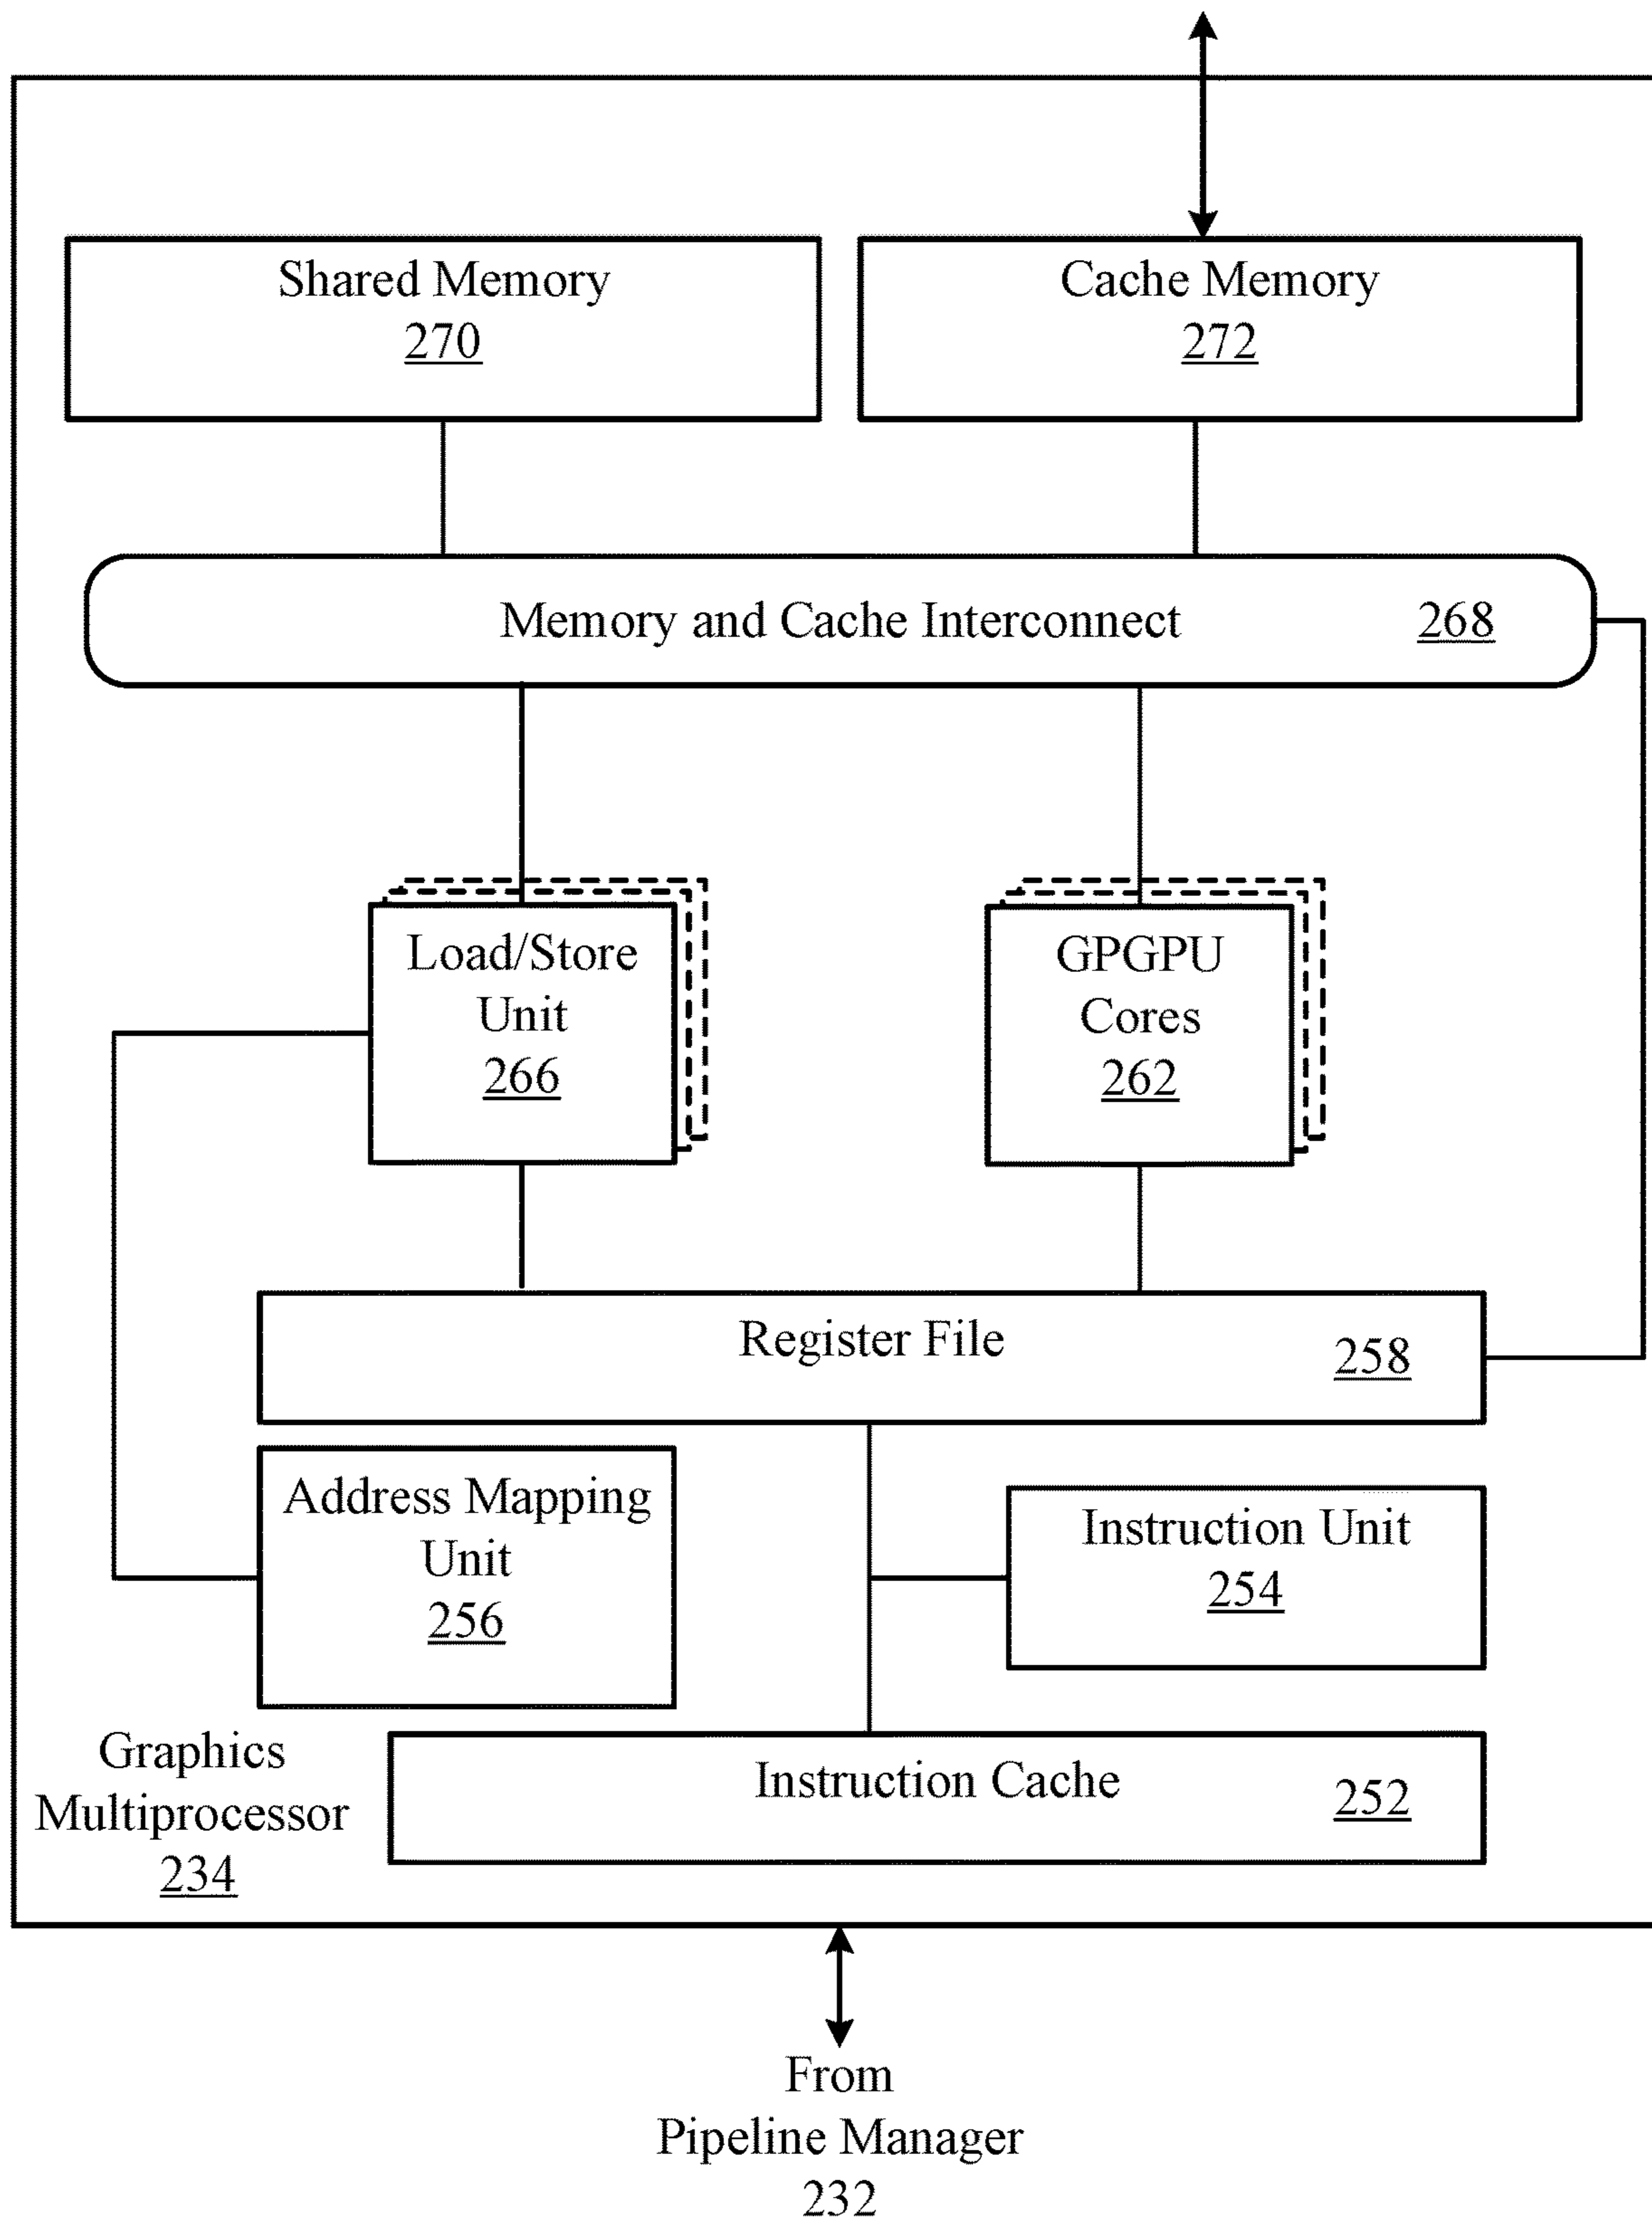 Shared Memory
270
Cache Memory
272
Memory and Cache Interconnect 268
Load/Store
Unit
266
GPGPU
Cores
262
Register File 258
Address Mapping
Unit
256
Instruction Unit
254
Graphics
Multiprocessor
234
Instruction Cache 252
From
Pipeline Manager
232